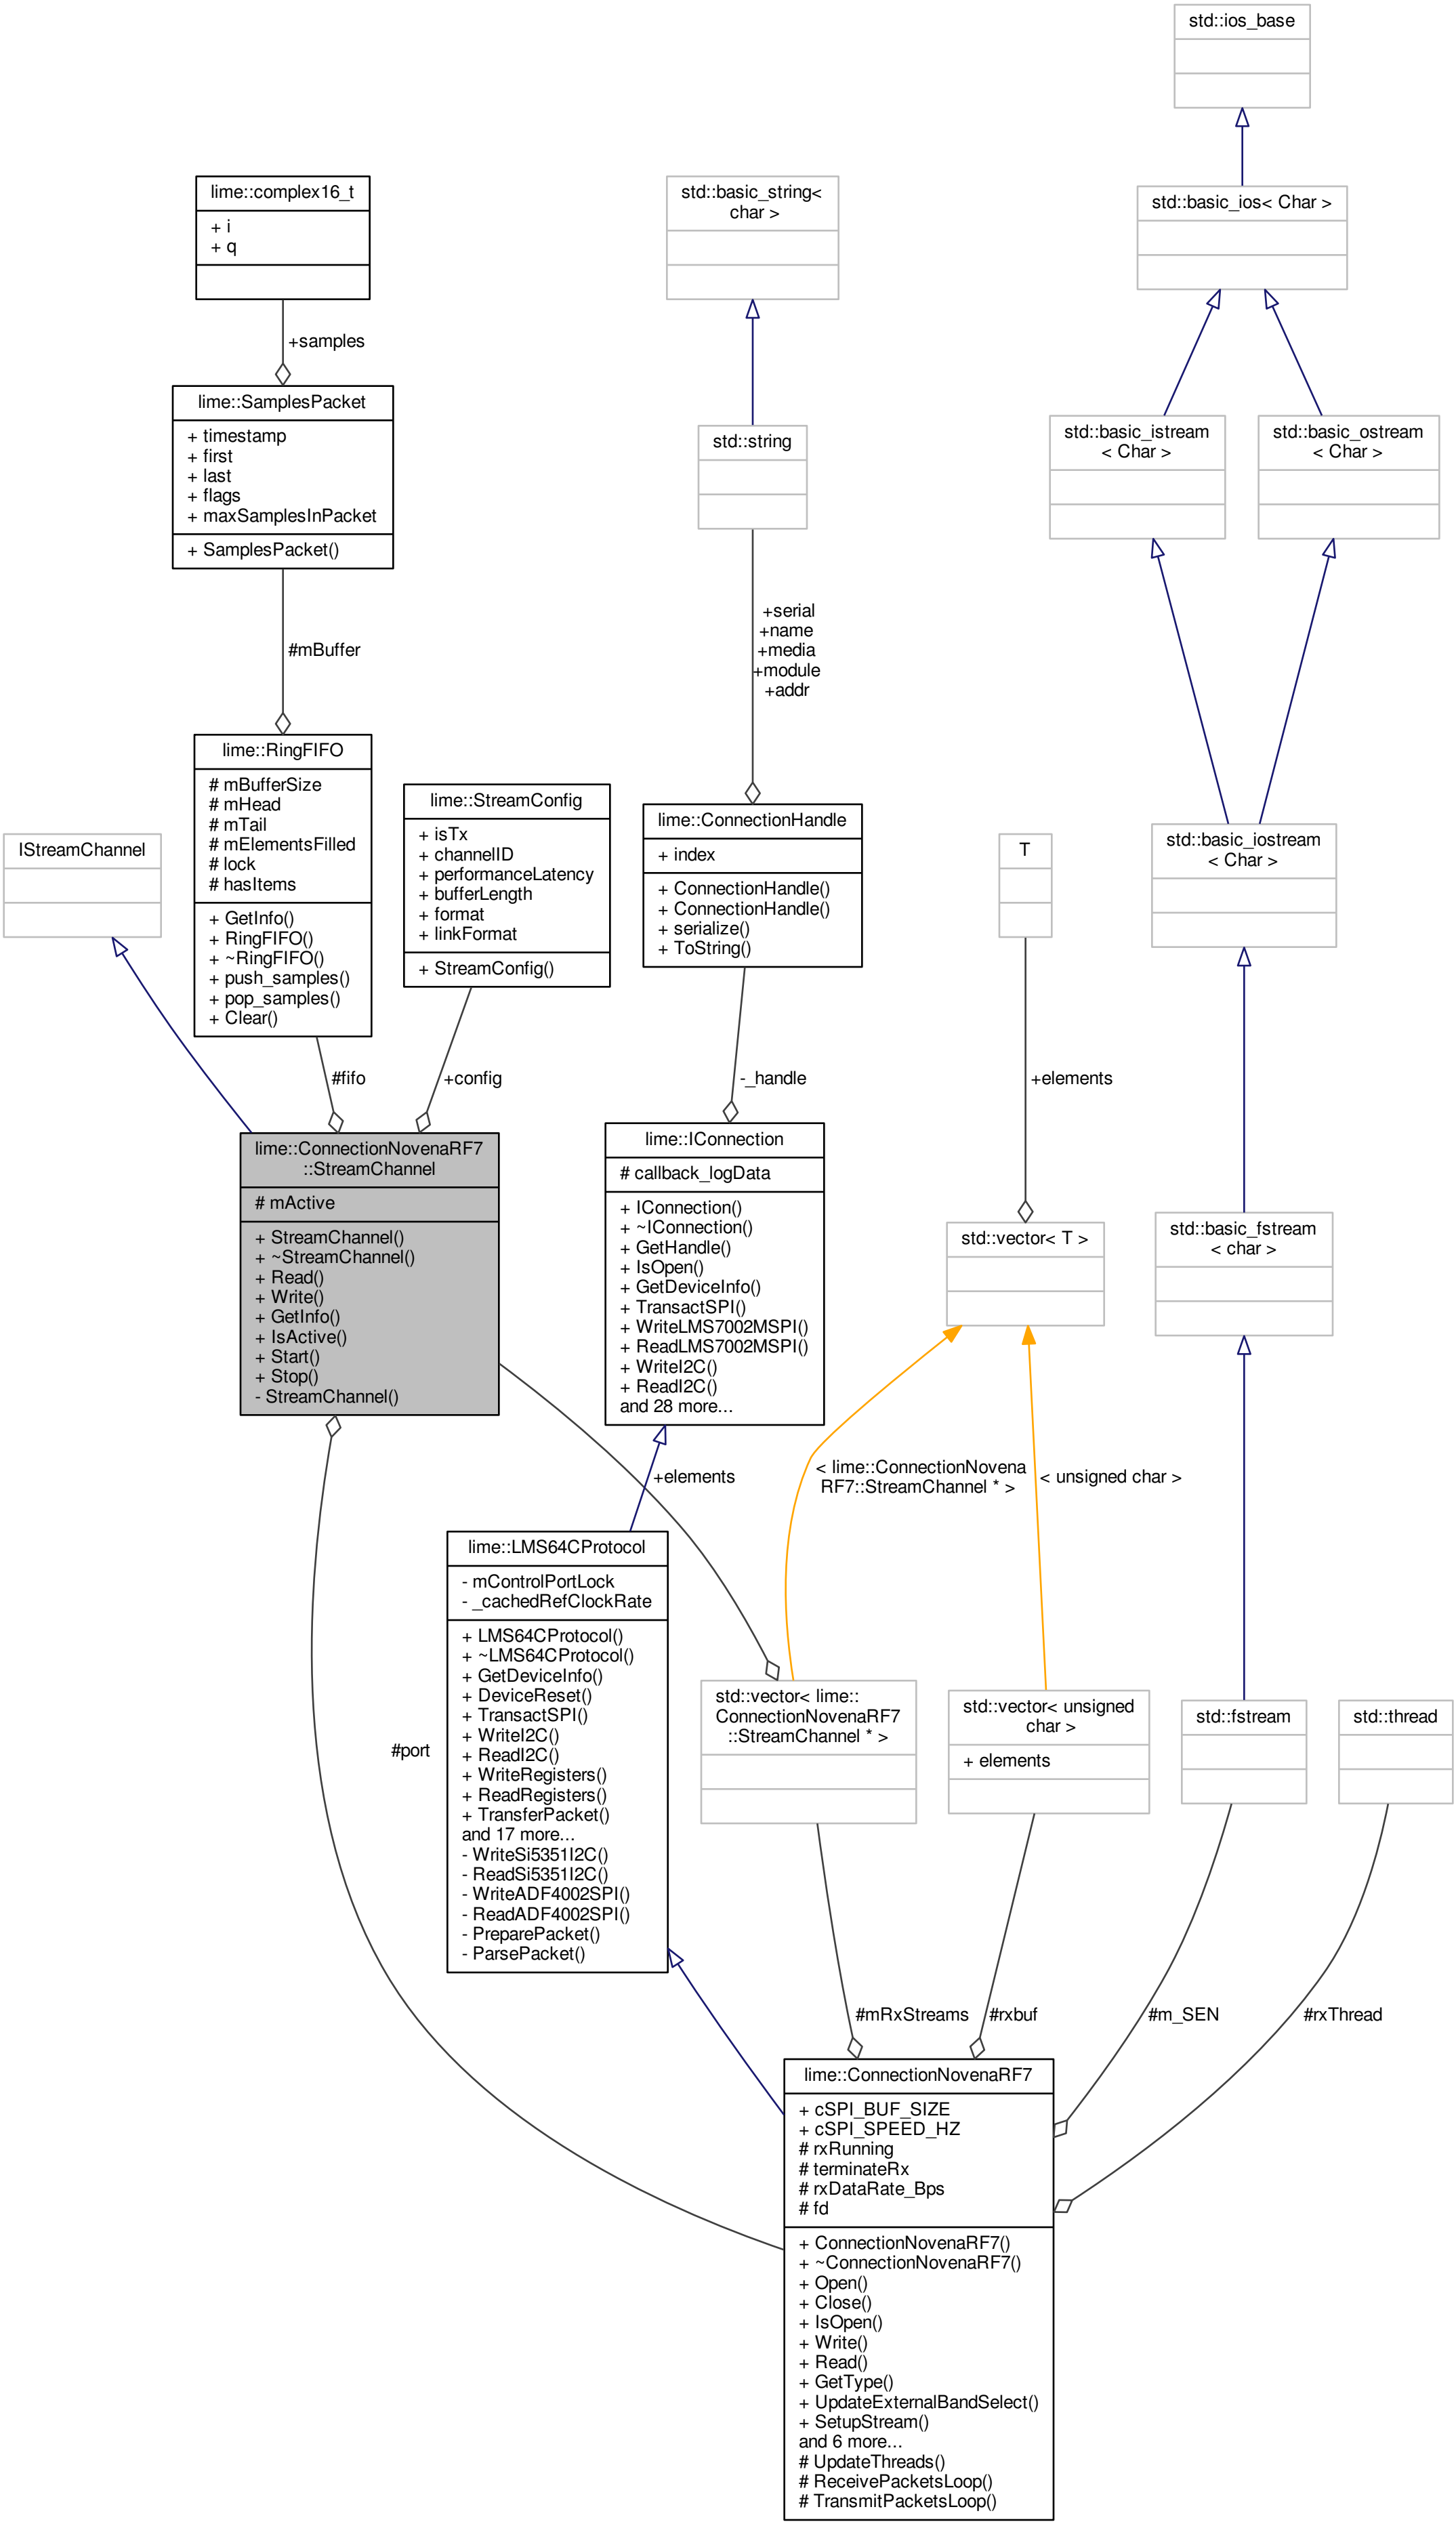 std::ios_base
lime::complex16_t
+ i
+ q
std::basic_string<
char >
std::basic_ios< Char >
+samples
lime::SamplesPacket
+ timestamp
+ first
+ last
+ flags
+ maxSamplesInPacket
+ SamplesPacket()
std::string
std::basic_istream
< Char >
std::basic_ostream
< Char >
#mBuffer
+serial
+name
+media
+module
+addr
lime::RingFIFO
# mBufferSize
# mHead
# mTail
# mElementsFilled
# lock
# hasItems
+ GetInfo()
+ RingFIFO()
+ ~RingFIFO()
+ push_samples()
+ pop_samples()
+ Clear()
lime::StreamConfig
+ isTx
+ channelID
+ performanceLatency
+ bufferLength
+ format
+ linkFormat
+ StreamConfig()
lime::ConnectionHandle
+ index
+ ConnectionHandle()
+ ConnectionHandle()
+ serialize()
+ ToString()
IStreamChannel
T
std::basic_iostream
< Char >
#fifo
+config
-_handle
+elements
lime::ConnectionNovenaRF7
::StreamChannel
# mActive
+ StreamChannel()
+ ~StreamChannel()
+ Read()
+ Write()
+ GetInfo()
+ IsActive()
+ Start()
+ Stop()
- StreamChannel()
lime::IConnection
# callback_logData
+ IConnection()
+ ~IConnection()
+ GetHandle()
+ IsOpen()
+ GetDeviceInfo()
+ TransactSPI()
+ WriteLMS7002MSPI()
+ ReadLMS7002MSPI()
+ WriteI2C()
+ ReadI2C()
and 28 more...
std::vector< T >
std::basic_fstream
< char >
+elements
< lime::ConnectionNovena
RF7::StreamChannel * >
< unsigned char >
lime::LMS64CProtocol
- mControlPortLock
- _cachedRefClockRate
+ LMS64CProtocol()
+ ~LMS64CProtocol()
+ GetDeviceInfo()
+ DeviceReset()
+ TransactSPI()
+ WriteI2C()
+ ReadI2C()
+ WriteRegisters()
+ ReadRegisters()
+ TransferPacket()
and 17 more...
- WriteSi5351I2C()
- ReadSi5351I2C()
- WriteADF4002SPI()
- ReadADF4002SPI()
- PreparePacket()
- ParsePacket()
#port
std::vector< lime::
ConnectionNovenaRF7
::StreamChannel * >
std::vector< unsigned
char >
+ elements
std::fstream
std::thread
#mRxStreams
#rxbuf
#m_SEN
#rxThread
lime::ConnectionNovenaRF7
+ cSPI_BUF_SIZE
+ cSPI_SPEED_HZ
# rxRunning
# terminateRx
# rxDataRate_Bps
# fd
+ ConnectionNovenaRF7()
+ ~ConnectionNovenaRF7()
+ Open()
+ Close()
+ IsOpen()
+ Write()
+ Read()
+ GetType()
+ UpdateExternalBandSelect()
+ SetupStream()
and 6 more...
# UpdateThreads()
# ReceivePacketsLoop()
# TransmitPacketsLoop()